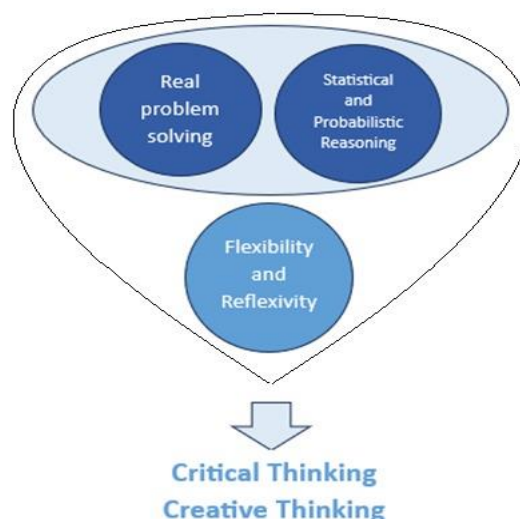 Real
problem
solving
Statistical
and
Probabilistic
Reasoning
Flexibility
and
Reflexivity
Critical Thinking
Creative Thinking